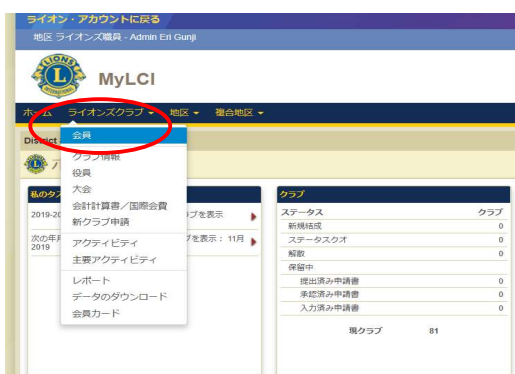 ライオン・アカウントに戻る
地区 ライオンズ職員 - Admin Eri Gunji
LIONS
L
MyLCI
ホーム ライオンズクラブ 地区 複合地区
District
会員
クラブ情報
役員
大会
会計計算書/国際会費
新クラブ申請
アクティビティ
主要アクティビティ
レポート
データのダウンロード
会員カード
ア
私のタス
2019-20 ブを表示
次の年月 ブを表示： 11月
2019
クラブ
ステータス クラブ
新規結成 0
ステータスクオ 0
解散 0
保留中
提出済み申請書 0
承認済み申請書 0
入力済み申請書 0
現クラブ 81